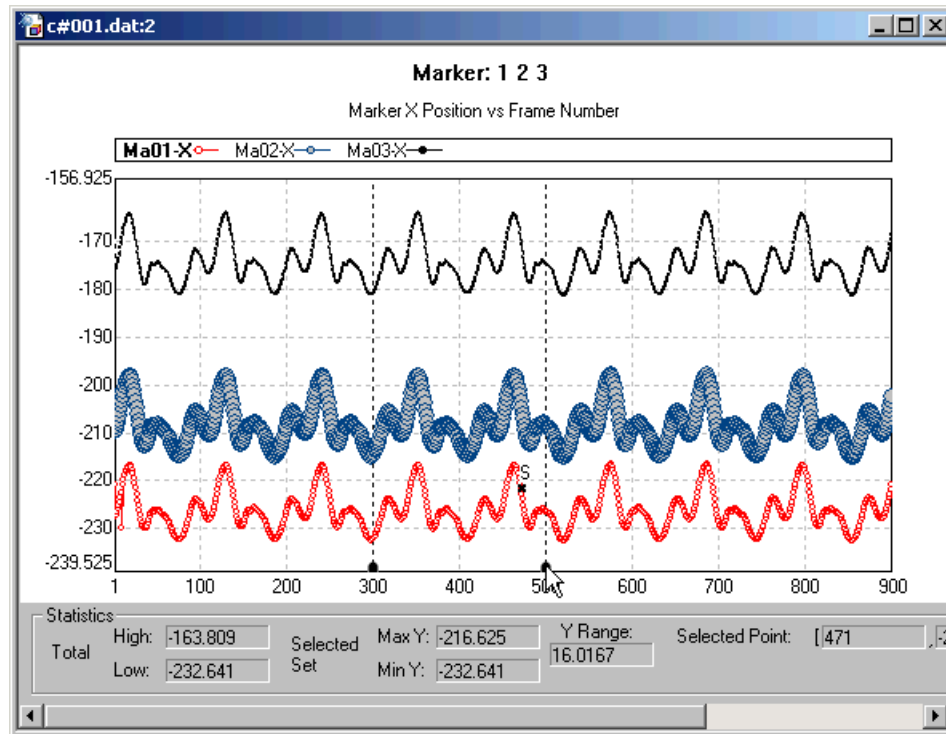 c#001.dat:2
Marker: 1 2 3
Marker X Position vs Frame Number
Ma01-X Ma02-X Ma03-X
-156.925
-170
-180
-190
-200
-210
-220
S
-230
-239.525
1 100 200 300 400 500 600 700 800 900
Statistics
Total High: -163.809 Selected Set Max Y: -216.625 Y Range: 16.0167 Selected Point: [471 ,-2
Low: -232.641 Min Y: -232.641